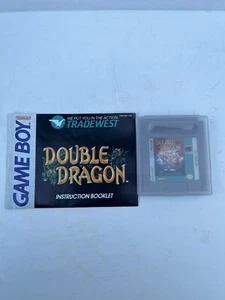 WE PUT YOU IN THE ACTION
TRADEWEST
GAME BOY
DOUBLE
DRAGON
INSTRUCTION BOOKLET